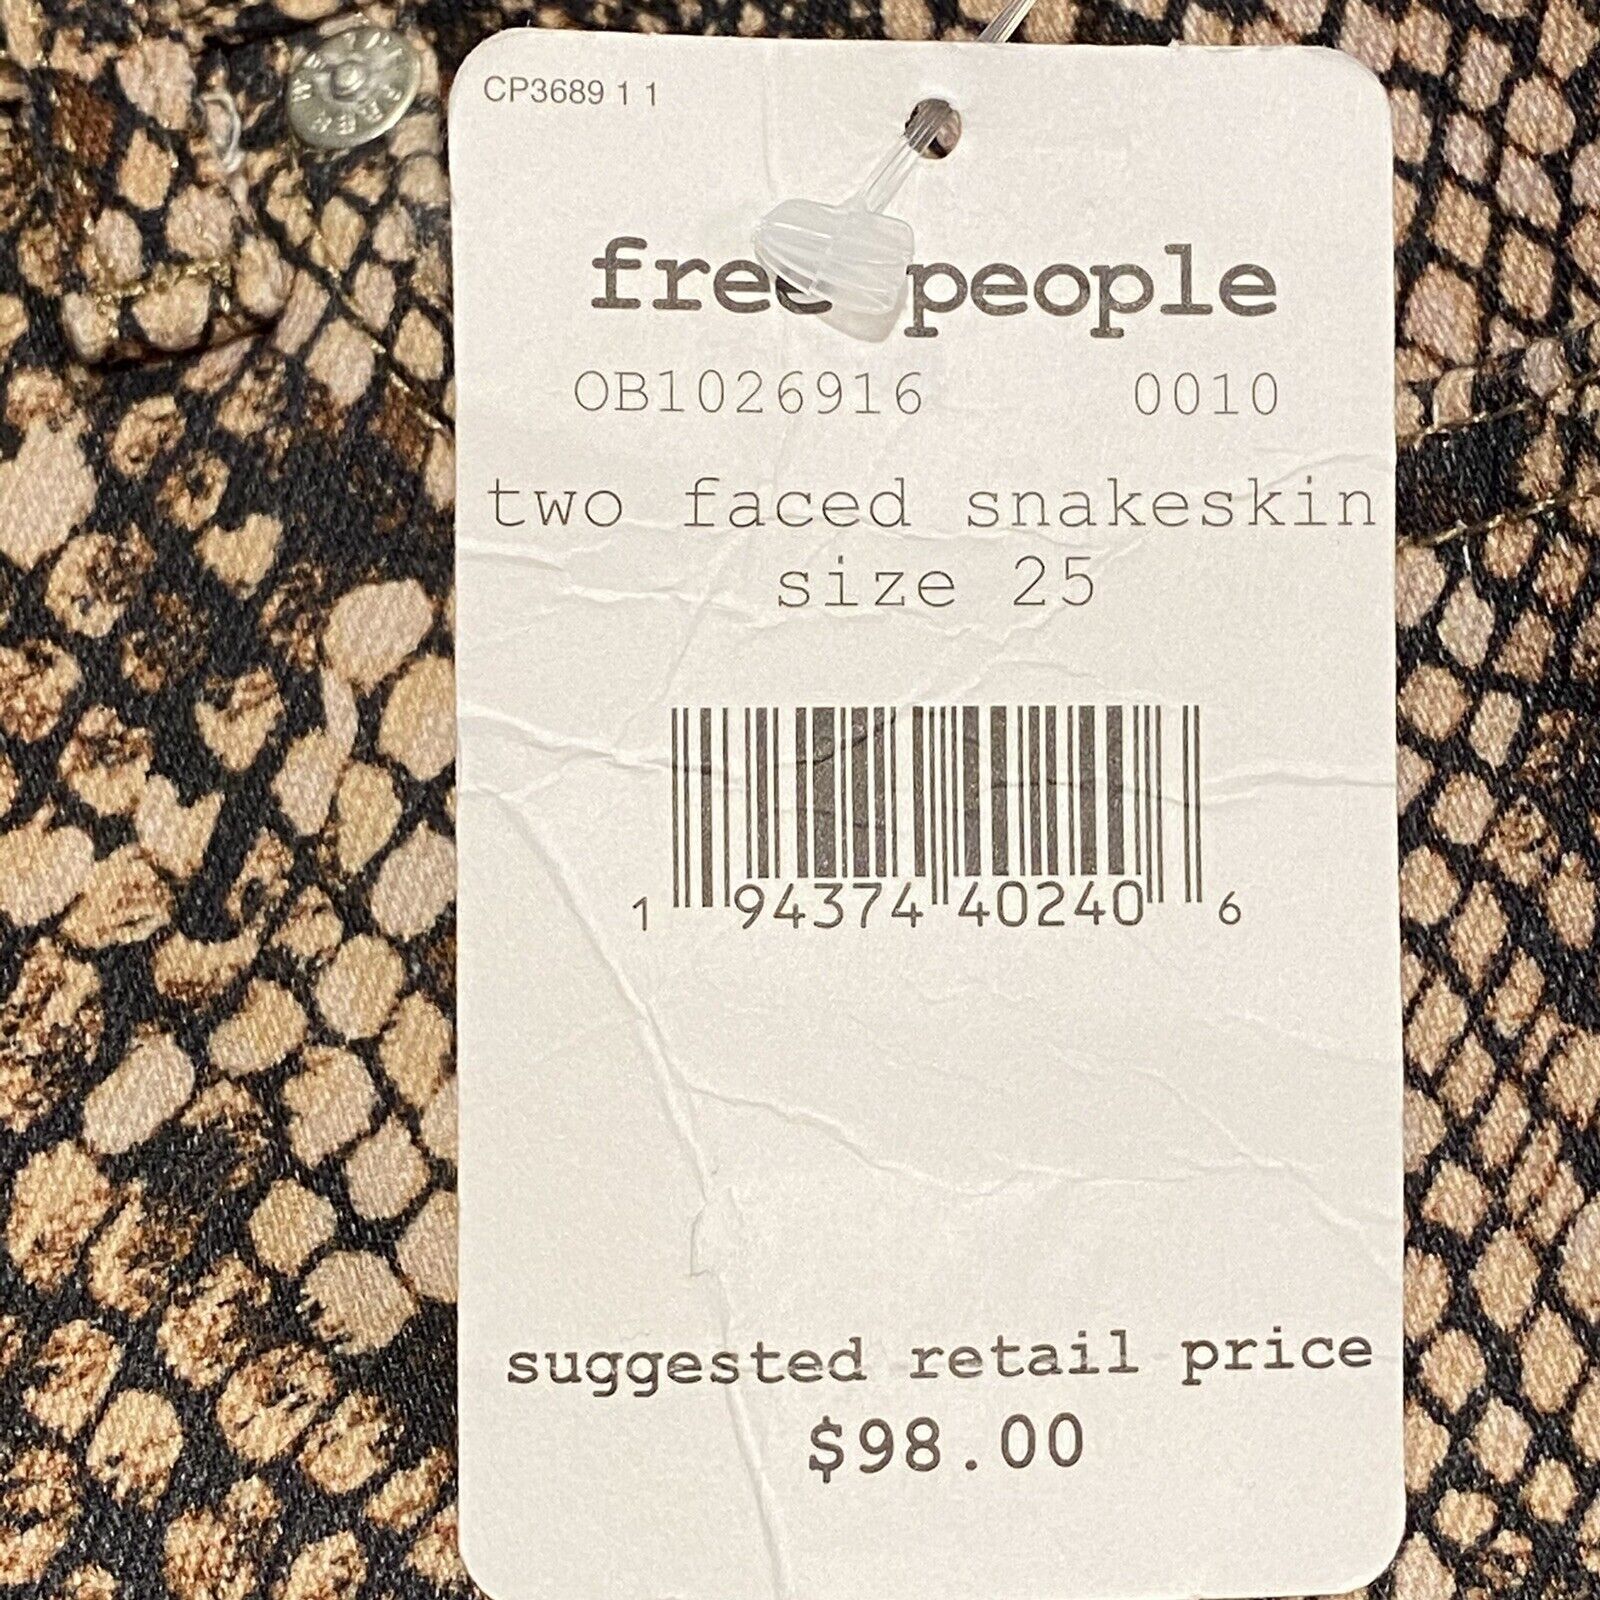 CP3689 1 1
free people
OB1026916 0010
two faced snakeskin
size 25
1 94374 40240 6
suggested retail price
$98.00